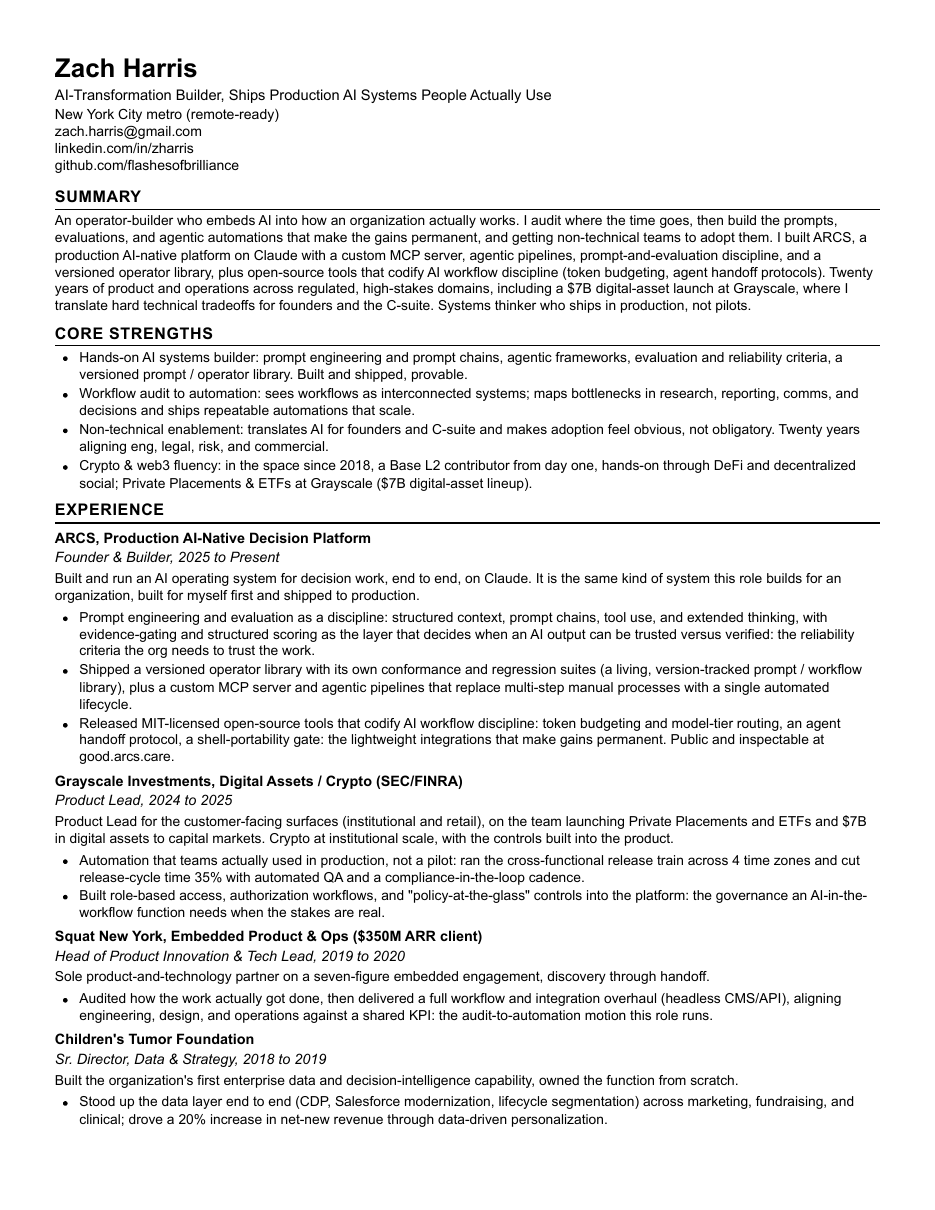 Zach Harris
AI-Transformation Builder, Ships Production AI Systems People Actually Use
New York City metro (remote-ready)
zach.harris@gmail.com
linkedin.com/in/zharris
github.com/flashesofbrilliance
SUMMARY
An operator-builder who embeds AI into how an organization actually works. I audit where the time goes, then build the prompts,
evaluations, and agentic automations that make the gains permanent, and getting non-technical teams to adopt them. I built ARCS, a
production AI-native platform on Claude with a custom MCP server, agentic pipelines, prompt-and-evaluation discipline, and a
versioned operator library, plus open-source tools that codify AI workflow discipline (token budgeting, agent handoff protocols). Twenty
years of product and operations across regulated, high-stakes domains, including a $7B digital-asset launch at Grayscale, where I
translate hard technical tradeoffs for founders and the C-suite. Systems thinker who ships in production, not pilots.
CORE STRENGTHS
• Hands-on AI systems builder: prompt engineering and prompt chains, agentic frameworks, evaluation and reliability criteria, a
versioned prompt / operator library. Built and shipped, provable.
• Workflow audit to automation: sees workflows as interconnected systems; maps bottlenecks in research, reporting, comms, and
decisions and ships repeatable automations that scale.
• Non-technical enablement: translates AI for founders and C-suite and makes adoption feel obvious, not obligatory. Twenty years
aligning eng, legal, risk, and commercial.
• Crypto & web3 fluency: in the space since 2018, a Base L2 contributor from day one, hands-on through DeFi and decentralized
social; Private Placements & ETFs at Grayscale ($7B digital-asset lineup).
EXPERIENCE
ARCS, Production AI-Native Decision Platform
Founder & Builder, 2025 to Present
Built and run an AI operating system for decision work, end to end, on Claude. It is the same kind of system this role builds for an
organization, built for myself first and shipped to production.
• Prompt engineering and evaluation as a discipline: structured context, prompt chains, tool use, and extended thinking, with
evidence-gating and structured scoring as the layer that decides when an AI output can be trusted versus verified: the reliability
criteria the org needs to trust the work.
• Shipped a versioned operator library with its own conformance and regression suites (a living, version-tracked prompt / workflow
library), plus a custom MCP server and agentic pipelines that replace multi-step manual processes with a single automated
lifecycle.
• Released MIT-licensed open-source tools that codify AI workflow discipline: token budgeting and model-tier routing, an agent
handoff protocol, a shell-portability gate: the lightweight integrations that make gains permanent. Public and inspectable at
good.arcs.care.
Grayscale Investments, Digital Assets / Crypto (SEC/FINRA)
Product Lead, 2024 to 2025
Product Lead for the customer-facing surfaces (institutional and retail), on the team launching Private Placements and ETFs and $7B
in digital assets to capital markets. Crypto at institutional scale, with the controls built into the product.
• Automation that teams actually used in production, not a pilot: ran the cross-functional release train across 4 time zones and cut
release-cycle time 35% with automated QA and a compliance-in-the-loop cadence.
• Built role-based access, authorization workflows, and "policy-at-the-glass" controls into the platform: the governance an AI-in-the-
workflow function needs when the stakes are real.
Squat New York, Embedded Product & Ops ($350M ARR client)
Head of Product Innovation & Tech Lead, 2019 to 2020
Sole product-and-technology partner on a seven-figure embedded engagement, discovery through handoff.
• Audited how the work actually got done, then delivered a full workflow and integration overhaul (headless CMS/API), aligning
engineering, design, and operations against a shared KPI: the audit-to-automation motion this role runs.
Children's Tumor Foundation
Sr. Director, Data & Strategy, 2018 to 2019
Built the organization's first enterprise data and decision-intelligence capability, owned the function from scratch.
• Stood up the data layer end to end (CDP, Salesforce modernization, lifecycle segmentation) across marketing, fundraising, and
clinical; drove a 20% increase in net-new revenue through data-driven personalization.